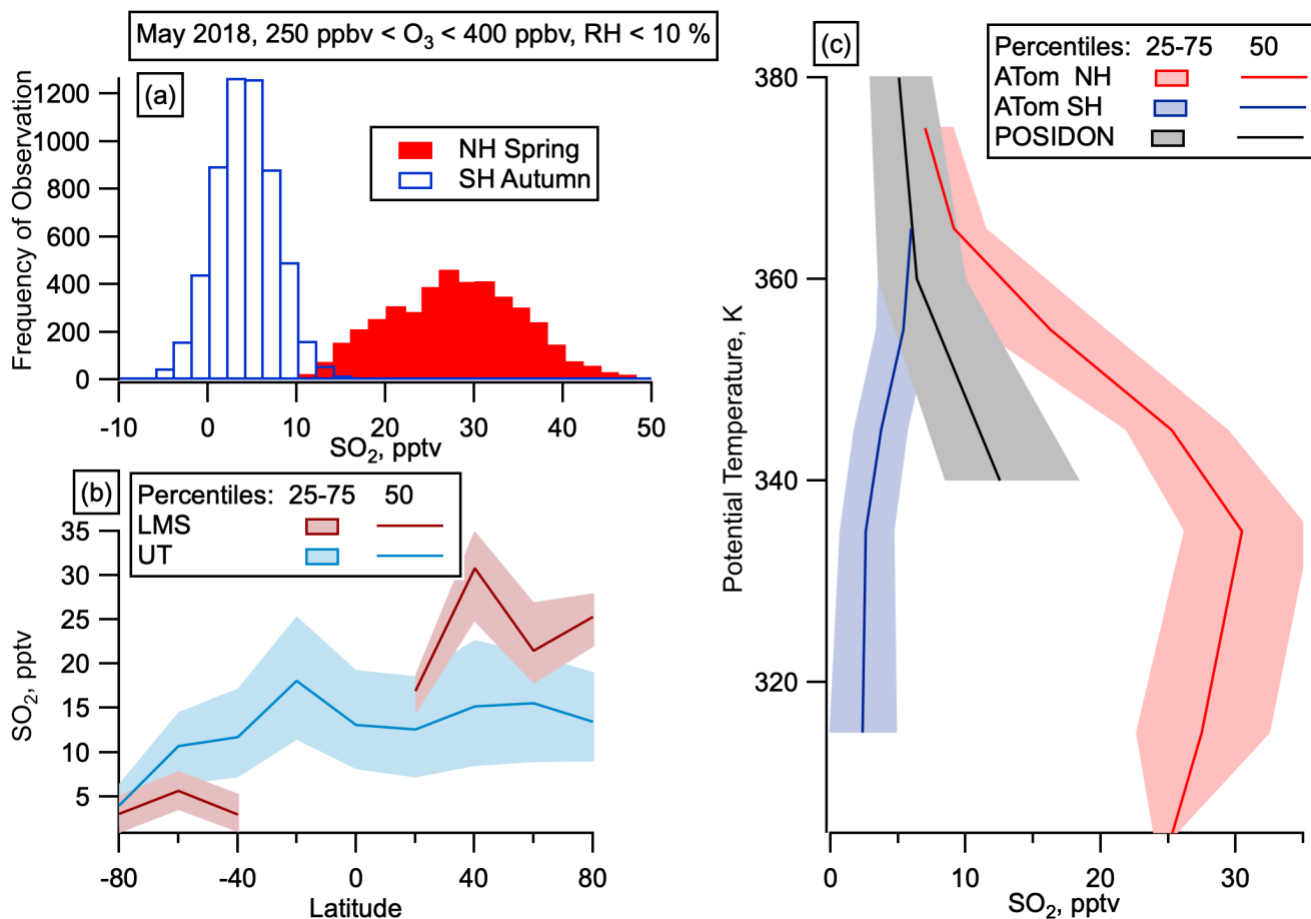 May 2018, 250 ppbv < O₃ < 400 ppbv, RH < 10 %
(a)
Frequency of Observation
1200
1000
800
600
400
200
0
NH Spring
SH Autumn
-10 0 10 20 30 40 50
SO₂, pptv
(b)
Percentiles: 25-75 50
LMS
UT
SO₂, pptv
35
30
25
20
15
10
5
-80 -40 0 40 80
Latitude
(c)
Percentiles: 25-75 50
ATom NH
ATom SH
POSIDON
Potential Temperature, K
380
360
340
320
0 10 20 30
SO₂, pptv